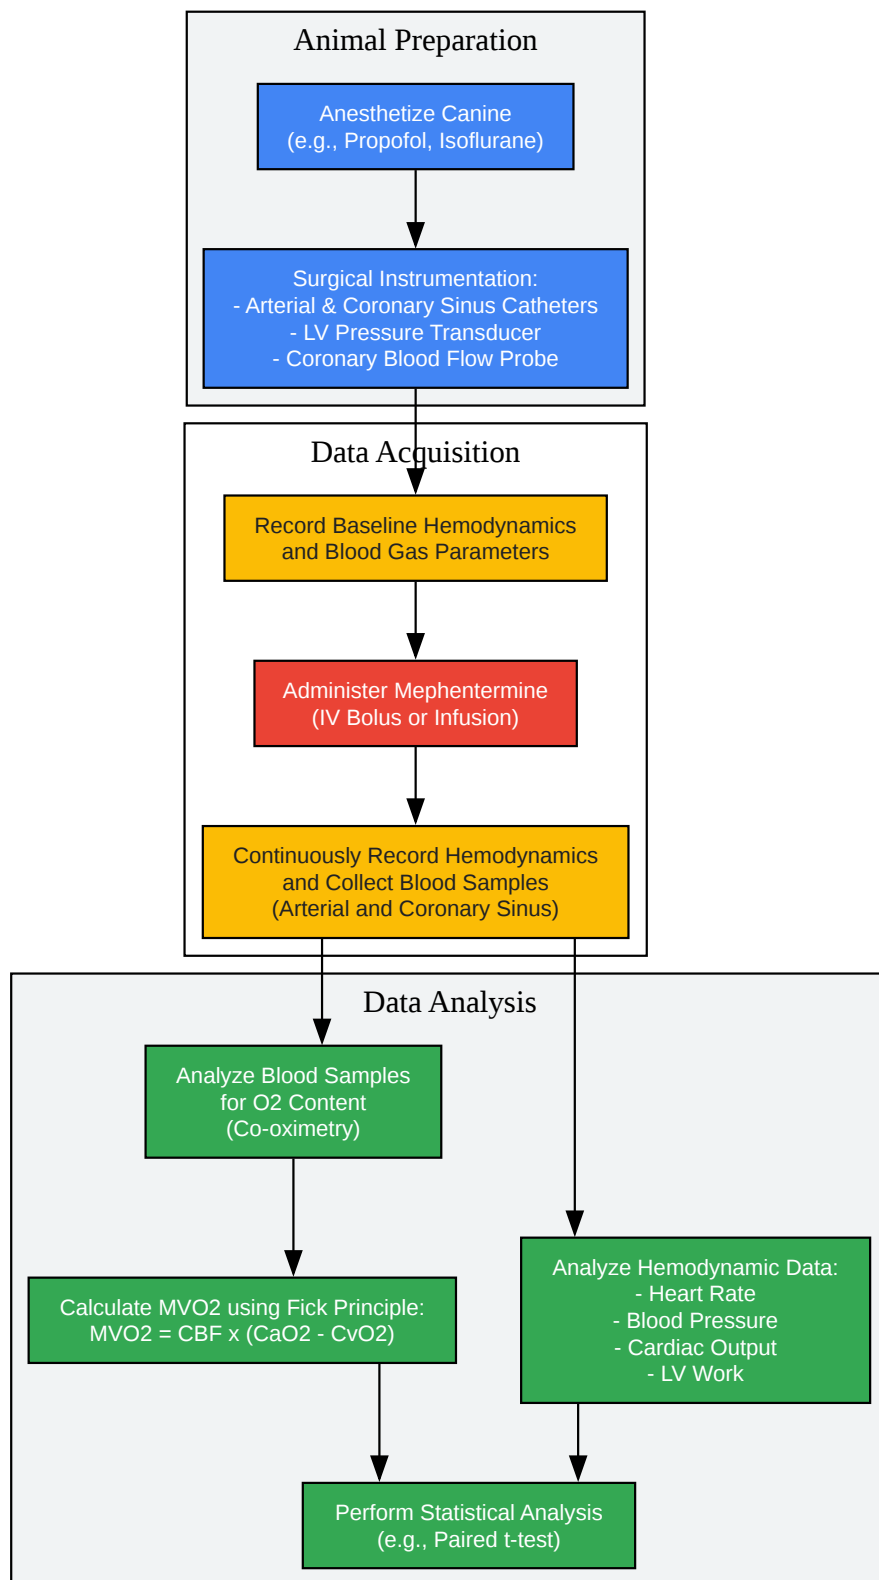 Animal Preparation
Anesthetize Canine
(e.g., Propofol, Isoflurane)
Surgical Instrumentation:
- Arterial & Coronary Sinus Catheters
- LV Pressure Transducer
- Coronary Blood Flow Probe
Data Acquisition
Record Baseline Hemodynamics
and Blood Gas Parameters
Administer Mephentermine
(IV Bolus or Infusion)
Continuously Record Hemodynamics
and Collect Blood Samples
(Arterial and Coronary Sinus)
Data Analysis
Analyze Blood Samples
for O2 Content
(Co-oximetry)
Calculate MVO2 using Fick Principle:
MVO2 = CBF x (CaO2 - CvO2)
Analyze Hemodynamic Data:
- Heart Rate
- Blood Pressure
- Cardiac Output
- LV Work
Perform Statistical Analysis
(e.g., Paired t-test)